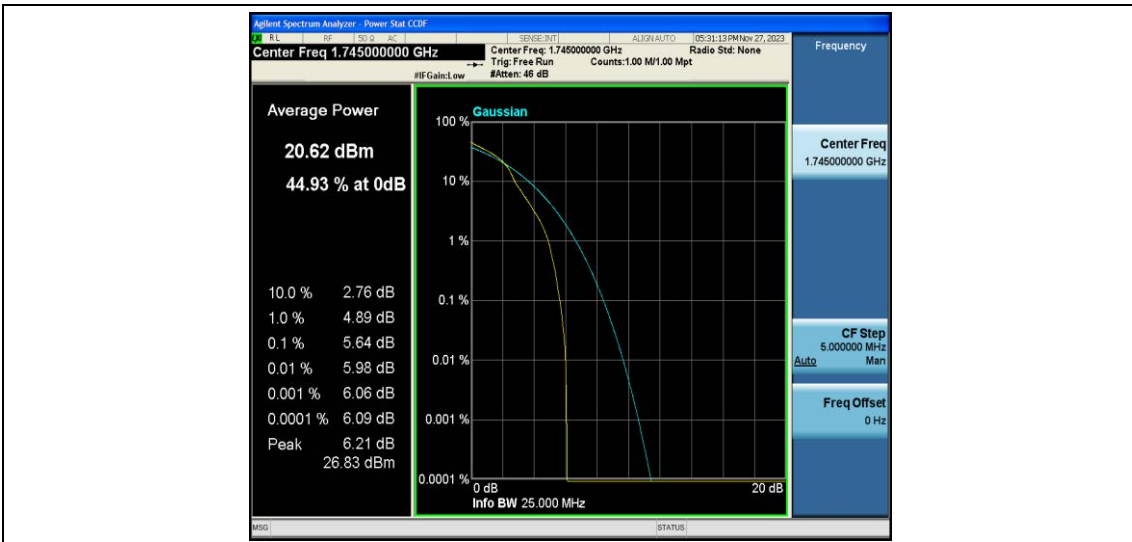 Agilent Spectrum Analyzer - Power Stat CCDF
RL RF 50 Ω AC SENSE:INT ALIGN AUTO 05:31:13 PM Nov 27, 2023
Center Freq 1.745000000 GHz
Center Freq: 1.745000000 GHz Radio Std: None
Trig: Free Run Counts:1.00 M/1.00 Mpt
#IFGain:Low #Atten: 46 dB
Frequency
Average Power
20.62 dBm
44.93 % at 0dB
10.0 % 2.76 dB
1.0 % 4.89 dB
0.1 % 5.64 dB
0.01 % 5.98 dB
0.001 % 6.06 dB
0.0001 % 6.09 dB
Peak 6.21 dB
26.83 dBm
Gaussian
100 %
10 %
1 %
0.1 %
0.01 %
0.001 %
0.0001 %
0 dB 20 dB
Info BW 25.000 MHz
Center Freq
1.745000000 GHz
CF Step
5.000000 MHz
Auto Man
Freq Offset
0 Hz
MSG STATUS